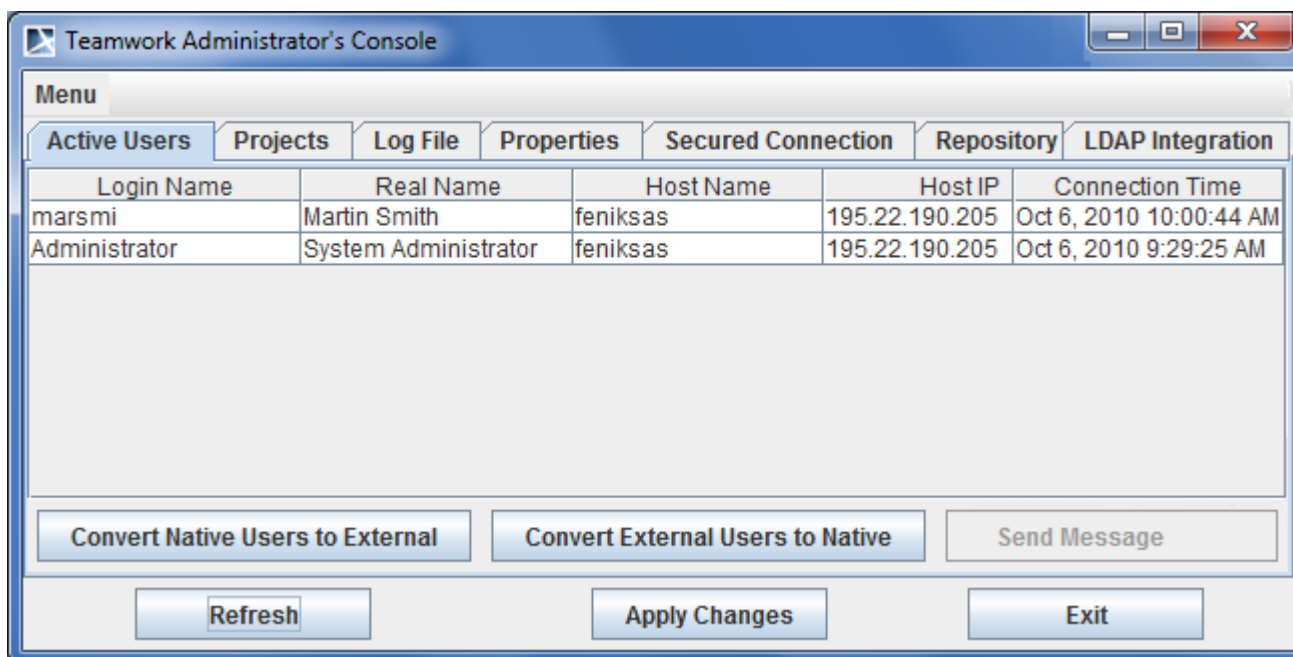 Teamwork Administrator's Console
Menu
Active Users Projects Log File Properties Secured Connection Repository LDAP Integration
Login Name Real Name Host Name Host IP Connection Time
marsmi Martin Smith feniksas 195.22.190.205 Oct 6, 2010 10:00:44 AM
Administrator System Administrator feniksas 195.22.190.205 Oct 6, 2010 9:29:25 AM
Convert Native Users to External Convert External Users to Native Send Message
Refresh Apply Changes Exit